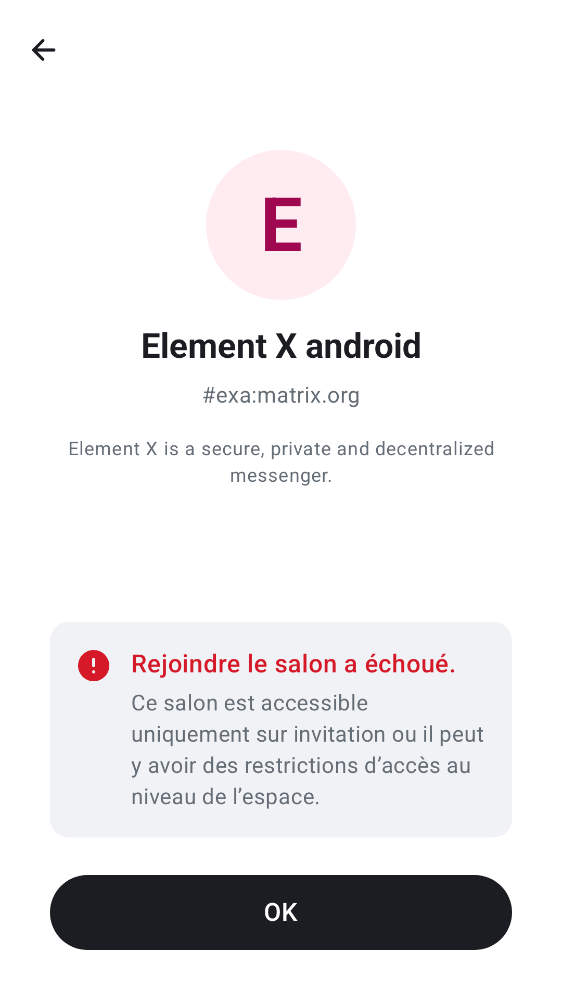 E
Element X android
#exa:matrix.org
Element X is a secure, private and decentralized
messenger.
Rejoindre le salon a échoué.
Ce salon est accessible
uniquement sur invitation ou il peut
y avoir des restrictions d’accès au
niveau de l’espace.
OK